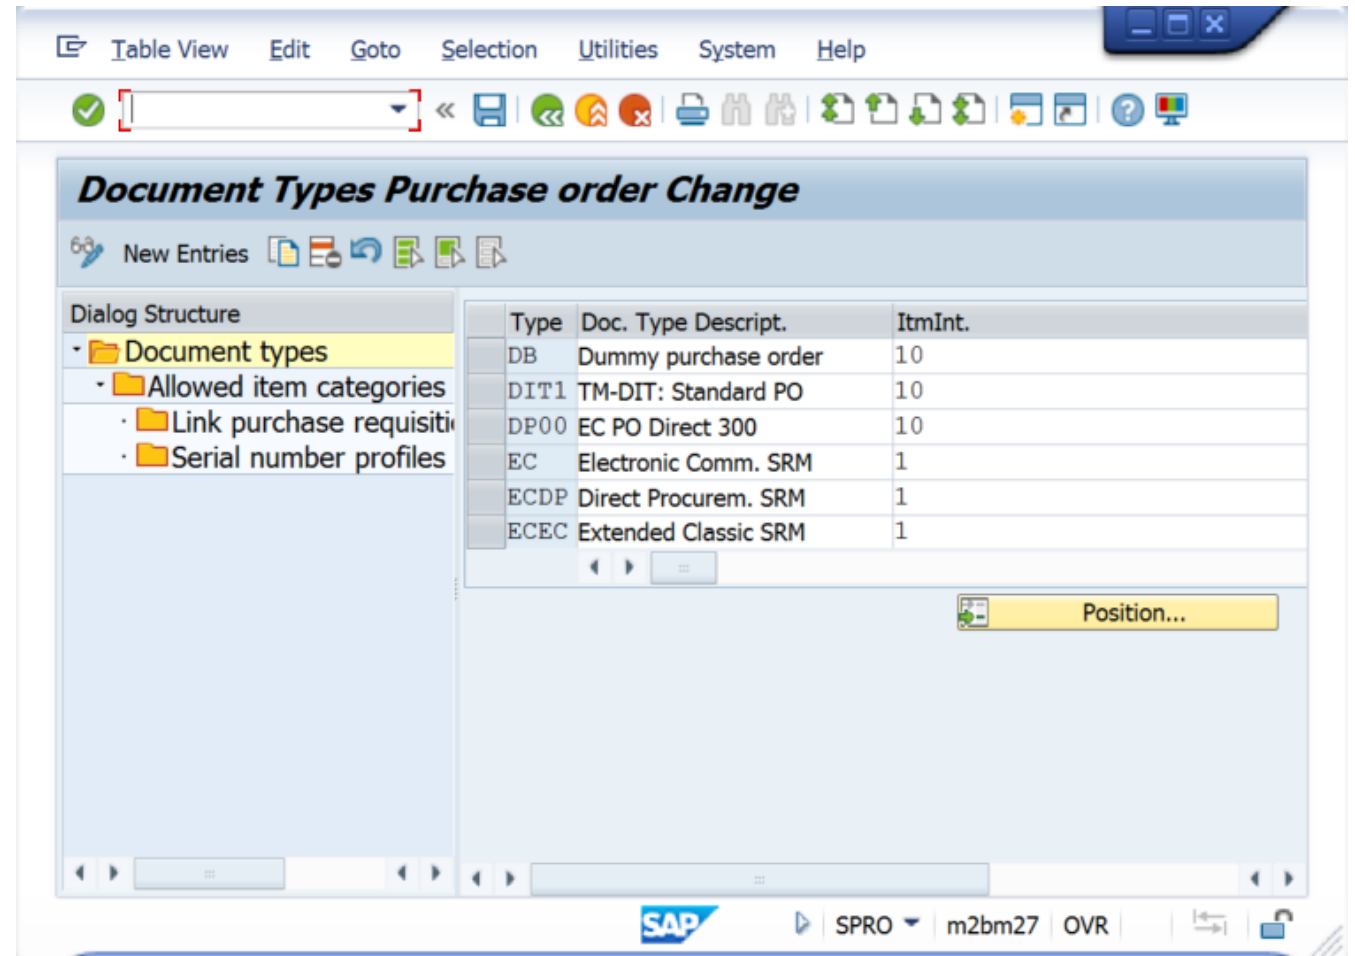 Table View Edit Goto Selection Utilities System Help
Document Types Purchase order Change
New Entries
Dialog Structure
Document types
Allowed item categories
Link purchase requisiti
Serial number profiles
Type Doc. Type Descript. ItmInt.
DB Dummy purchase order 10
DIT1 TM-DIT: Standard PO 10
DP00 EC PO Direct 300 10
EC Electronic Comm. SRM 1
ECDP Direct Procurem. SRM 1
ECEC Extended Classic SRM 1
Position...
SAP SPRO m2bm27 OVR